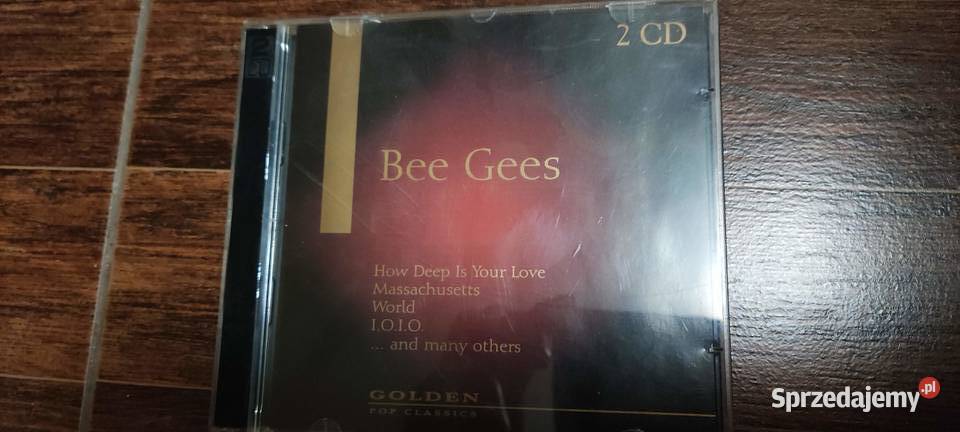 2 CD
Bee Gees
How Deep Is Your Love
Massachusetts
World
I.O.I.O.
... and many others
GOLDEN
POP CLASSICS
Sprzedajemy.pl